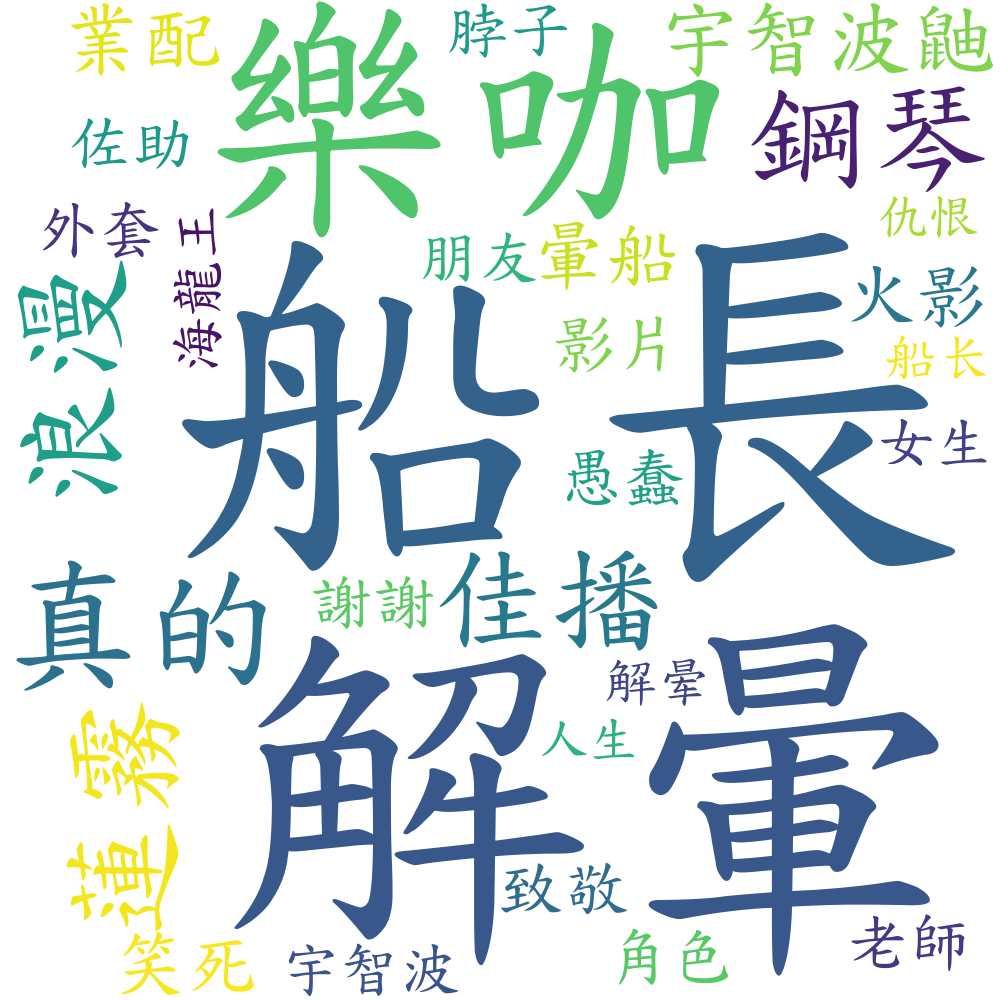 業配
脖子
宇智波鼬
樂咖
鋼琴
佐助
外套
海龍王
朋友
暈船
仇恨
火影
浪漫
船長
影片
船长
女生
愚蠢
真的
謝謝
佳播
解暈
解晕
人生
蓮霧
致敬
笑死
宇智波
角色
老師